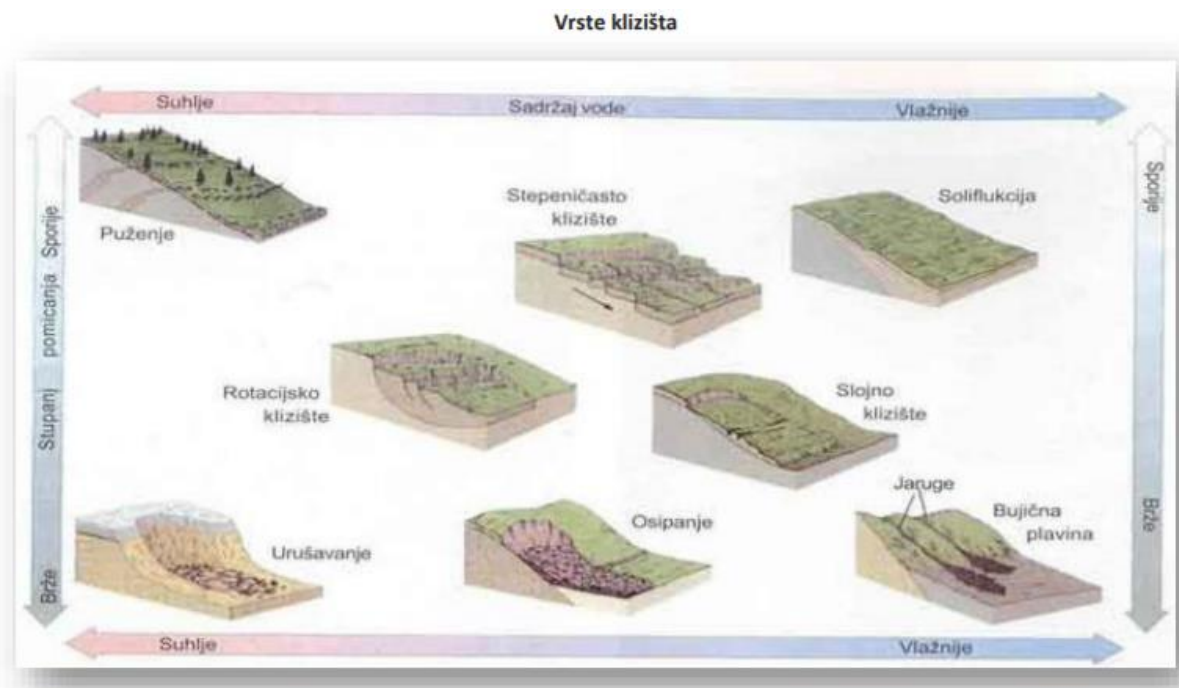 Vrste klizišta
Suhlje
Sadržaj vode
Vlažnije
Stupanj pomicanja Sporije
Brže
Sporije
Brže
Puženje
Stepeničasto
klizište
Soliflukcija
Rotacijsko
klizište
Slojno
klizište
Urušavanje
Osipanje
Jaruge
Bujična
plavina
Suhlje
Vlažnije